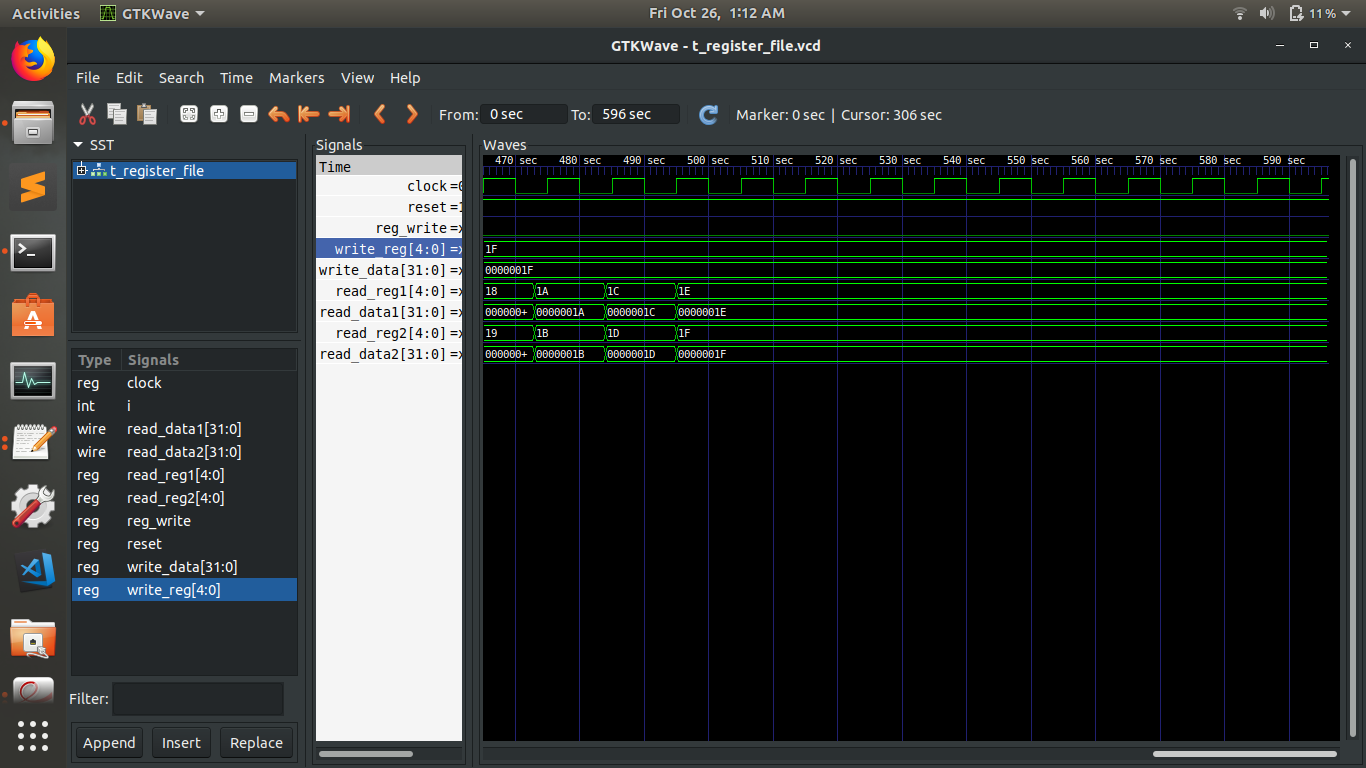 Activities GTKWave Fri Oct 26, 1:12 AM 11%
GTKWave - t_register_file.vcd
File Edit Search Time Markers View Help
From: 0 sec To: 596 sec Marker: 0 sec | Cursor: 306 sec
SST
t_register_file
Type Signals
reg clock
int i
wire read_data1[31:0]
wire read_data2[31:0]
reg read_reg1[4:0]
reg read_reg2[4:0]
reg reg_write
reg reset
reg write_data[31:0]
reg write_reg[4:0]
Filter:
Append Insert Replace
Signals
Time
clock =0
reset =1
reg_write =x
write_reg[4:0] =x
write_data[31:0] =x
read_reg1[4:0] =x
read_data1[31:0] =x
read_reg2[4:0] =x
read_data2[31:0] =x
Waves
470 sec 480 sec 490 sec 500 sec 510 sec 520 sec 530 sec 540 sec 550 sec 560 sec 570 sec 580 sec 590 sec
1F
0000001F
18 1A 1C 1E
000000+ 0000001A 0000001C 0000001E
19 1B 1D 1F
000000+ 0000001B 0000001D 0000001F